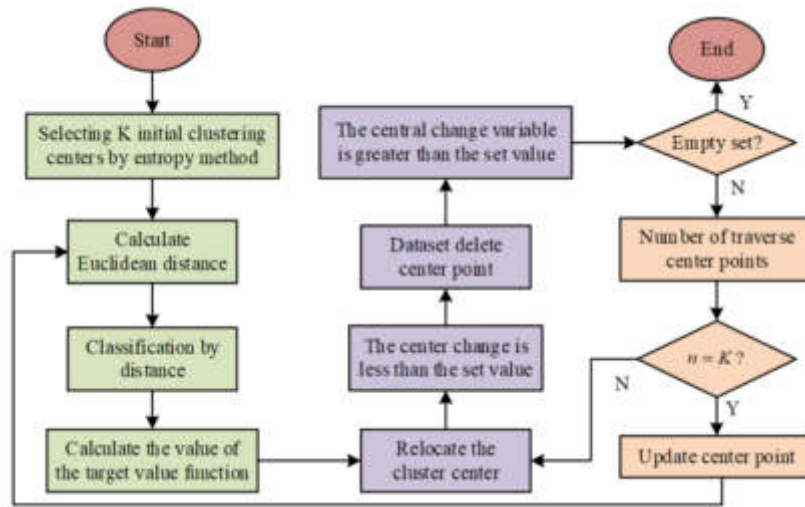 Start
Selecting K initial clustering
centers by entropy method
Calculate
Euclidean distance
Classification by
distance
Calculate the value of
the target value function
The central change variable
is greater than the set value
Dataset delete
center point
The center change is
less than the set value
Relocate the
cluster center
End
Y
Empty set?
N
Number of traverse
center points
n = K ?
N
Y
Update center point